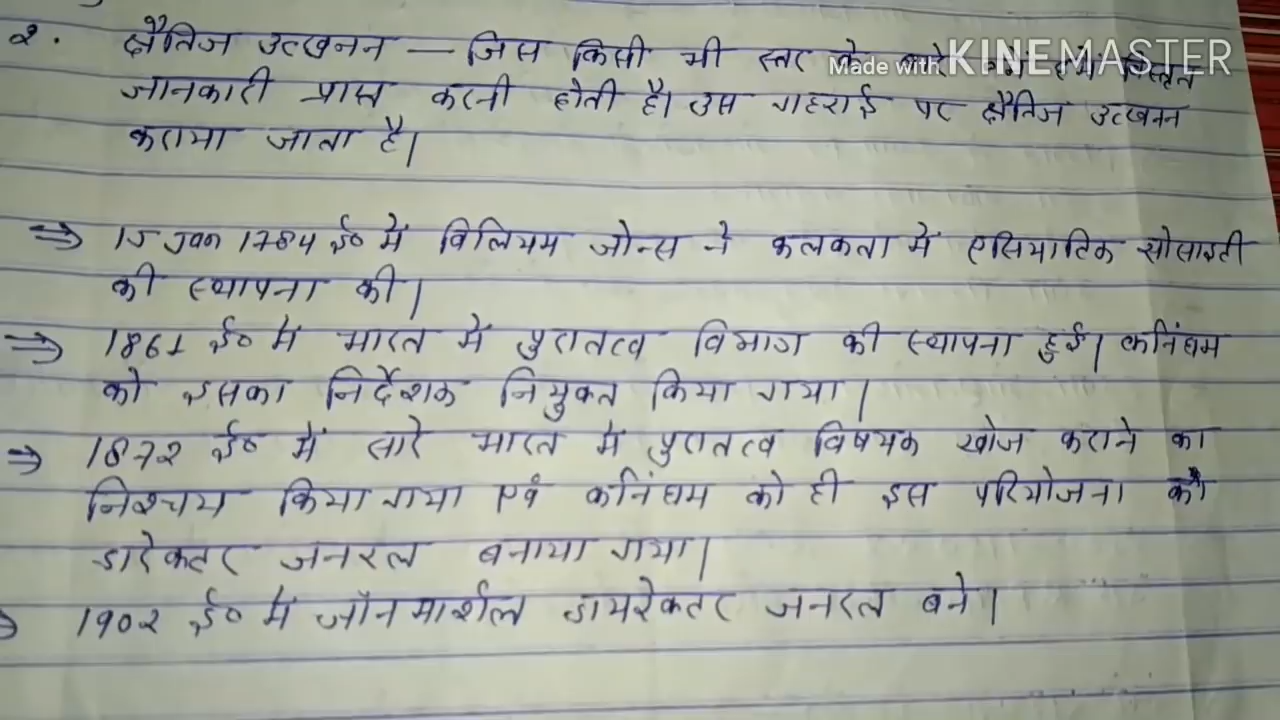 २. क्षैतिज उत्खनन — जिस किसी भी स्तर के
Made with KINEMASTER
जानकारी प्राप्त करनी होती है। उस गहराई पर क्षैतिज उत्खनन
कराया जाता है।
⇒ 15 Jan 1784 ई० में विलियम जोन्स ने कलकता में एसियाटिक सोसाइटी
की स्थापना की।
⇒ 1861 ई० में भारत में पुरातत्व विभाग की स्थापना हुई। कनिंघम
को इसका निर्देशक नियुक्त किया गया।
⇒ 1872 ई० में सारे भारत में पुरातत्व विषयक खोज कराने का
निश्चय किया गया एवं कनिंघम को ही इस परियोजना का
डारेक्टर जनरल बनाया गया।
⇒ 1902 ई० में जॉन मार्शल डायरेक्टर जनरल बने।